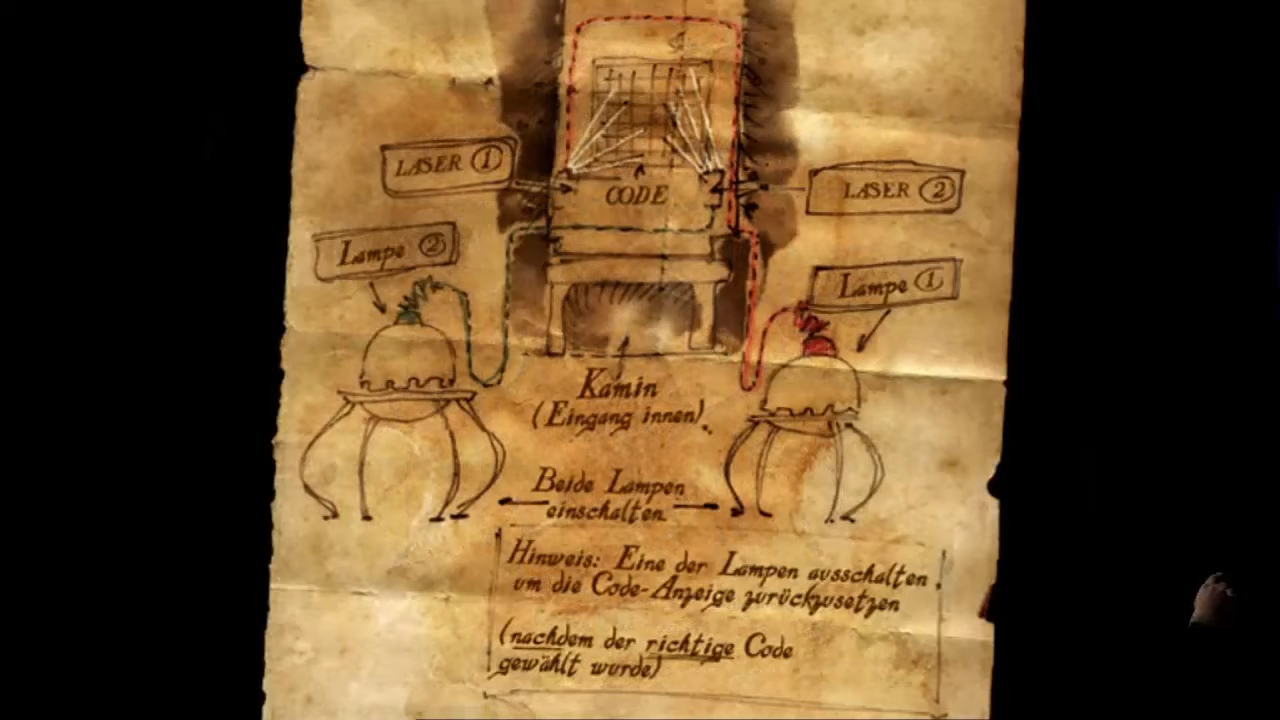 LASER ①
CODE
LASER ②
Lampe ②
Lampe ①
Kamin
(Eingang innen)
Beide Lampen
einschalten
Hinweis: Eine der Lampen ausschalten
um die Code-Anzeige zurückzusetzen
(nachdem der richtige Code
gewählt wurde)